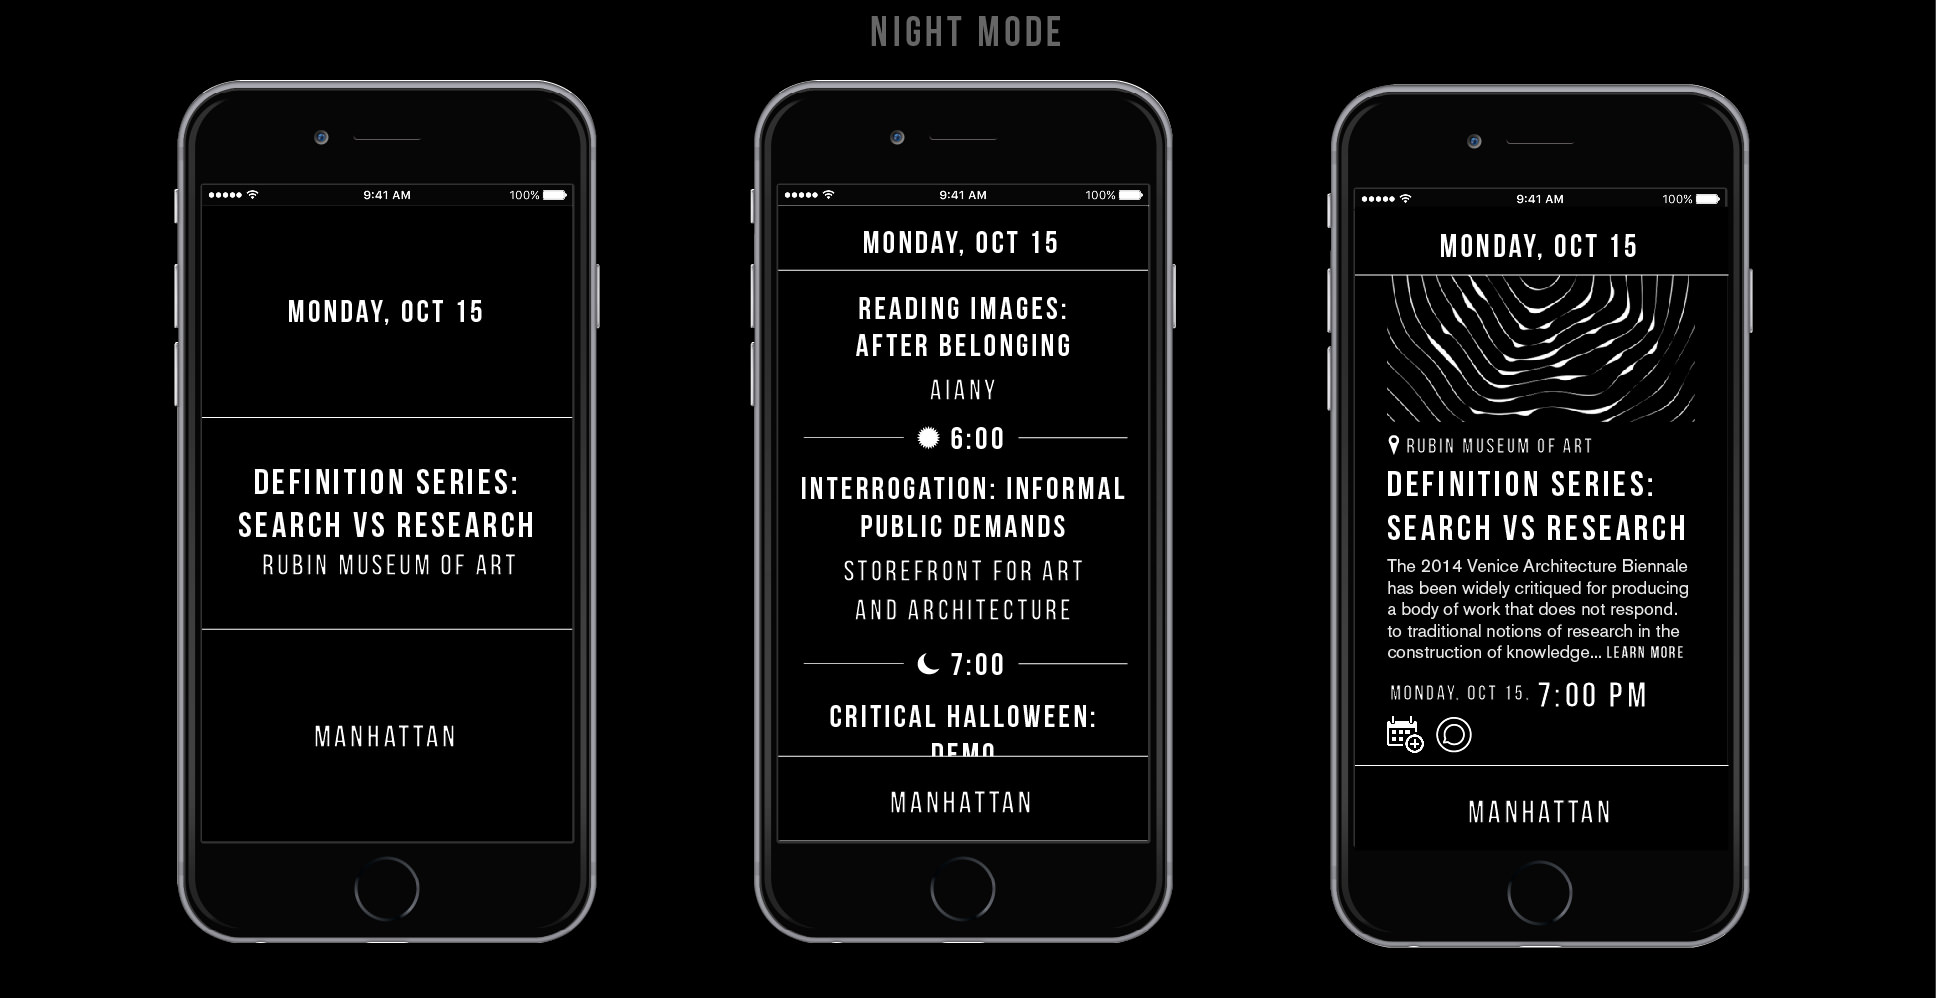 NIGHT MODE
9:41 AM
100%
MONDAY, OCT 15
DEFINITION SERIES:
SEARCH VS RESEARCH
RUBIN MUSEUM OF ART
MANHATTAN
9:41 AM
100%
MONDAY, OCT 15
READING IMAGES:
AFTER BELONGING
AIANY
6:00
INTERROGATION: INFORMAL
PUBLIC DEMANDS
STOREFRONT FOR ART
AND ARCHITECTURE
7:00
CRITICAL HALLOWEEN:
DEMO
MANHATTAN
9:41 AM
100%
MONDAY, OCT 15
RUBIN MUSEUM OF ART
DEFINITION SERIES:
SEARCH VS RESEARCH
The 2014 Venice Architecture Biennale
has been widely critiqued for producing
a body of work that does not respond.
to traditional notions of research in the
construction of knowledge... LEARN MORE
MONDAY. OCT 15. 7:00 PM
MANHATTAN